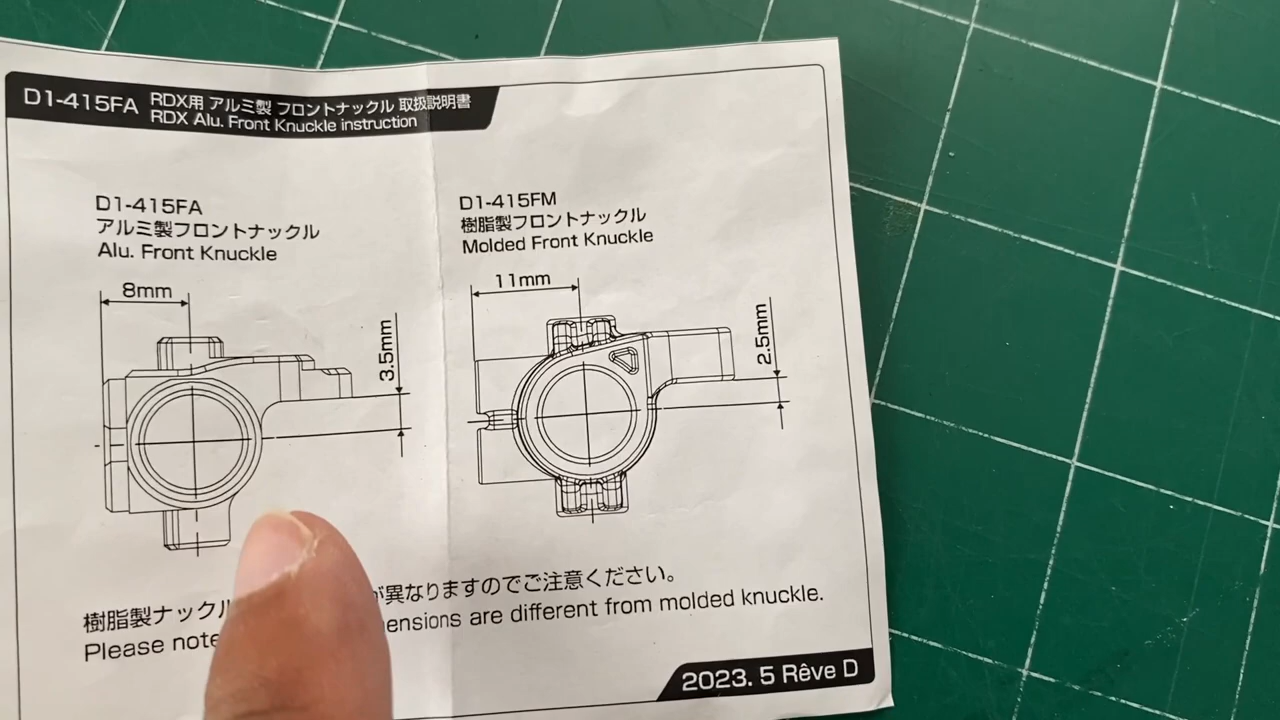 D1-415FA
RDX用 アルミ製 フロントナックル 取扱説明書
RDX Alu. Front Knuckle instruction
D1-415FA
アルミ製フロントナックル
Alu. Front Knuckle
8mm
3.5mm
D1-415FM
樹脂製フロントナックル
Molded Front Knuckle
11mm
2.5mm
樹脂製ナックル が異なりますのでご注意ください。
Please note ensions are different from molded knuckle.
2023. 5 Rêve D